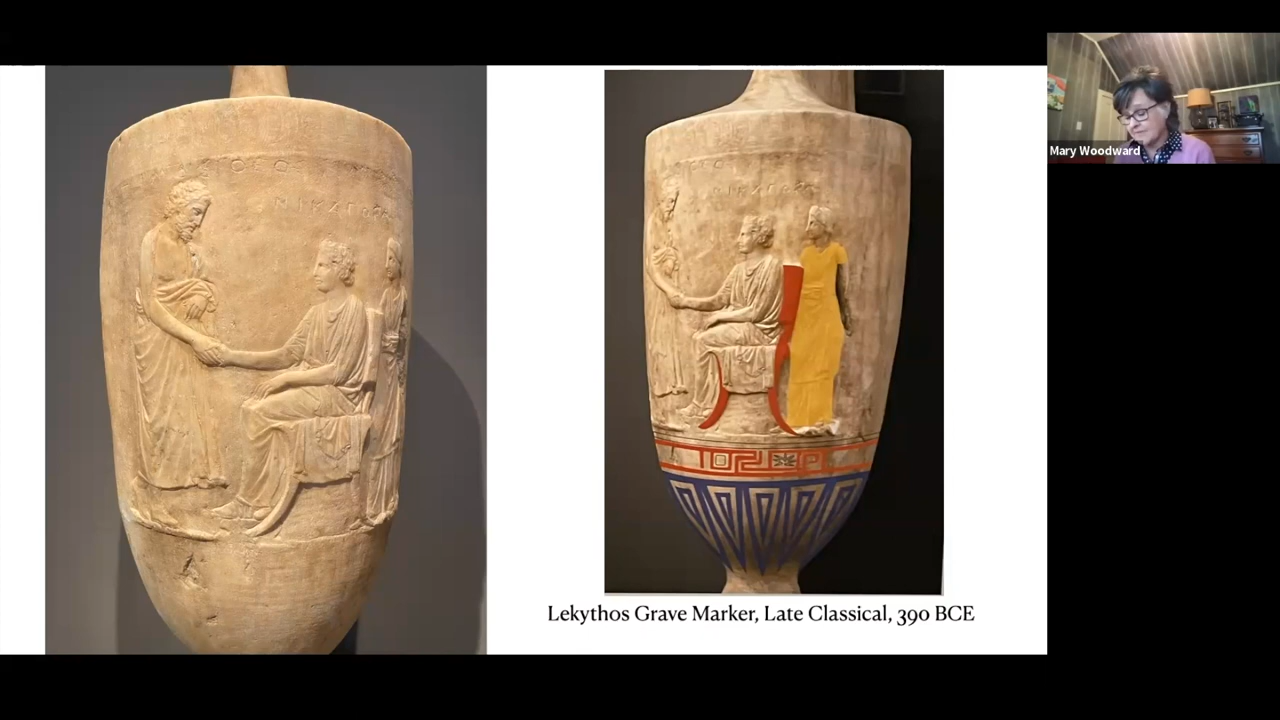 ΝΙΚΑΓΟΡΑ
Mary Woodward
Lekythos Grave Marker, Late Classical, 390 BCE